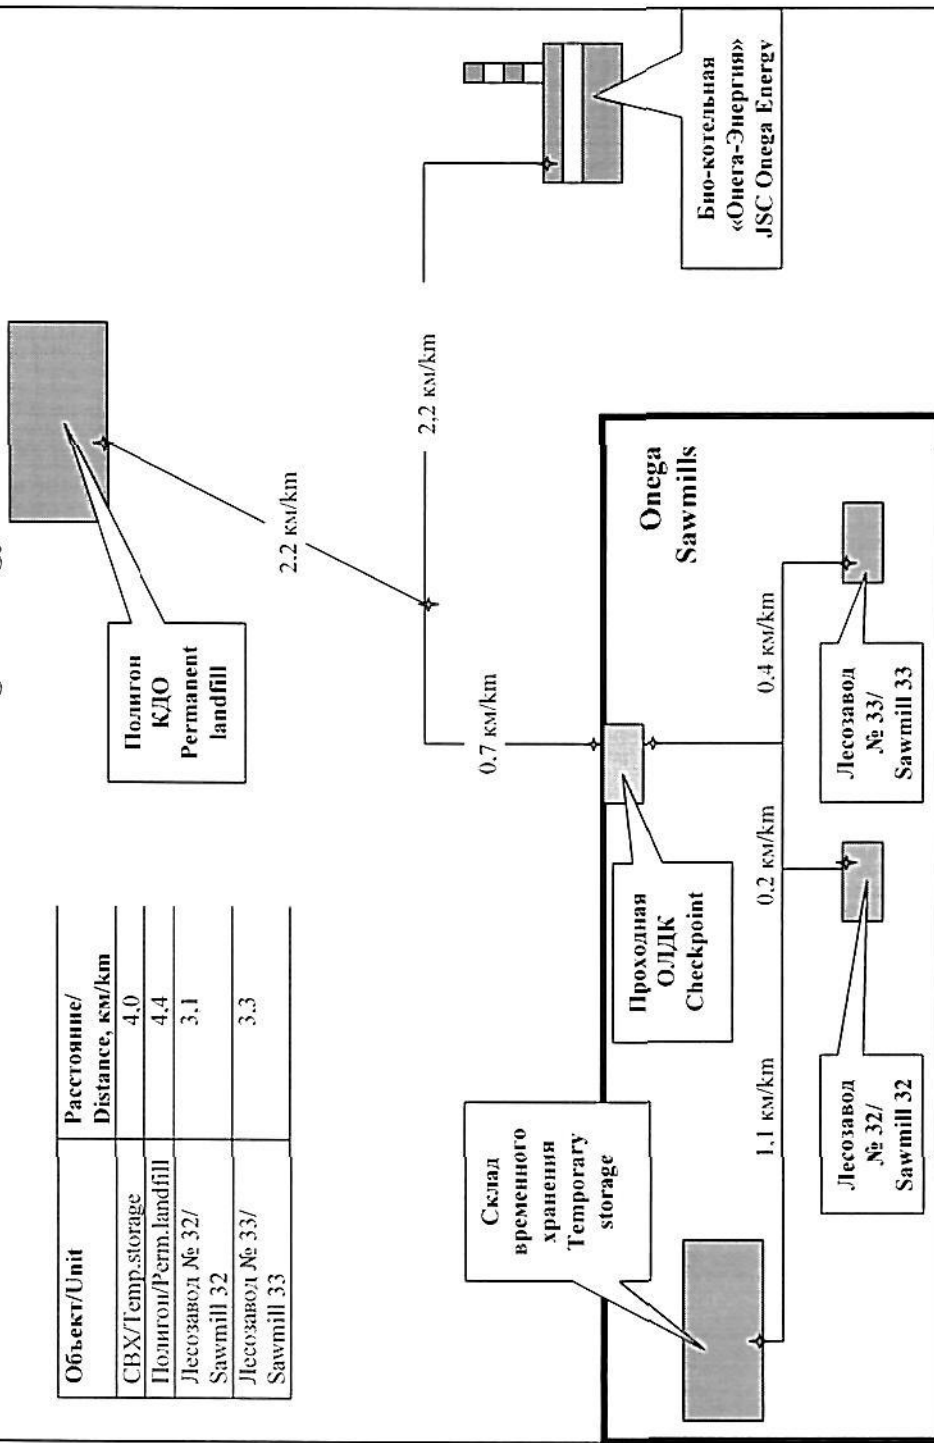 Объект/Unit
Расстояние/
Distance, км/km
СВХ/Temp.storage
4.0
Полигон/Perm.landfill
4.4
Лесозавод № 32/
Sawmill 32
3.1
Лесозавод № 33/
Sawmill 33
3.3
Полигон
КДО
Permanent
landfill
2.2 км/km
2,2 км/km
0.7 км/km
Био-котельная
«Онега-Энергия»
JSC Onega Energy
Склад
временного
хранения
Temporary
storage
Проходная
ОЛДК
Checkpoint
Onega
Sawmills
1,1 км/km
0.2 км/km
0.4 км/km
Лесозавод
№ 32/
Sawmill 32
Лесозавод
№ 33/
Sawmill 33